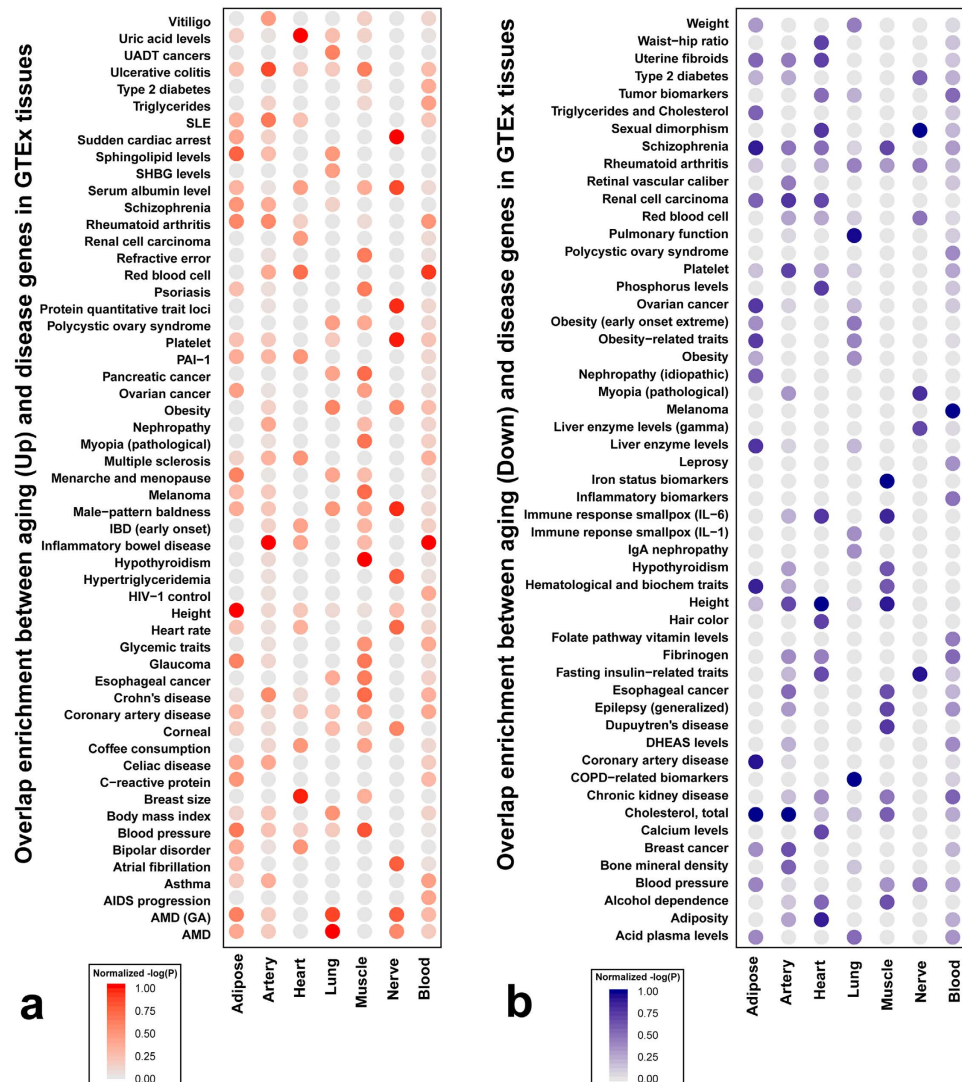 Overlap enrichment between aging (Up) and disease genes in GTEx tissues
Vitiligo
Uric acid levels
UADT cancers
Ulcerative colitis
Type 2 diabetes
Triglycerides
SLE
Sudden cardiac arrest
Sphingolipid levels
SHBG levels
Serum albumin level
Schizophrenia
Rheumatoid arthritis
Renal cell carcinoma
Refractive error
Red blood cell
Psoriasis
Protein quantitative trait loci
Polycystic ovary syndrome
Platelet
PAI−1
Pancreatic cancer
Ovarian cancer
Obesity
Nephropathy
Myopia (pathological)
Multiple sclerosis
Menarche and menopause
Melanoma
Male−pattern baldness
IBD (early onset)
Inflammatory bowel disease
Hypothyroidism
Hypertriglyceridemia
HIV−1 control
Height
Heart rate
Glycemic traits
Glaucoma
Esophageal cancer
Crohn's disease
Coronary artery disease
Corneal
Coffee consumption
Celiac disease
C−reactive protein
Breast size
Body mass index
Blood pressure
Bipolar disorder
Atrial fibrillation
Asthma
AIDS progression
AMD (GA)
AMD
Adipose
Artery
Heart
Lung
Muscle
Nerve
Blood
a
Normalized -log(P)
1.00
0.75
0.50
0.25
0.00
Overlap enrichment between aging (Down) and disease genes in GTEx tissues
Weight
Waist−hip ratio
Uterine fibroids
Type 2 diabetes
Tumor biomarkers
Triglycerides and Cholesterol
Sexual dimorphism
Schizophrenia
Rheumatoid arthritis
Retinal vascular caliber
Renal cell carcinoma
Red blood cell
Pulmonary function
Polycystic ovary syndrome
Platelet
Phosphorus levels
Ovarian cancer
Obesity (early onset extreme)
Obesity−related traits
Obesity
Nephropathy (idiopathic)
Myopia (pathological)
Melanoma
Liver enzyme levels (gamma)
Liver enzyme levels
Leprosy
Iron status biomarkers
Inflammatory biomarkers
Immune response smallpox (IL−6)
Immune reponse smallpox (IL−1)
IgA nephropathy
Hypothyroidism
Hematological and biochem traits
Height
Hair color
Folate pathway vitamin levels
Fibrinogen
Fasting insulin−related traits
Esophageal cancer
Epilepsy (generalized)
Dupuytren's disease
DHEAS levels
Coronary artery disease
COPD−related biomarkers
Chronic kidney disease
Cholesterol, total
Calcium levels
Breast cancer
Bone mineral density
Blood pressure
Alcohol dependence
Adiposity
Acid plasma levels
Adipose
Artery
Heart
Lung
Muscle
Nerve
Blood
b
Normalized -log(P)
1.00
0.75
0.50
0.25
0.00